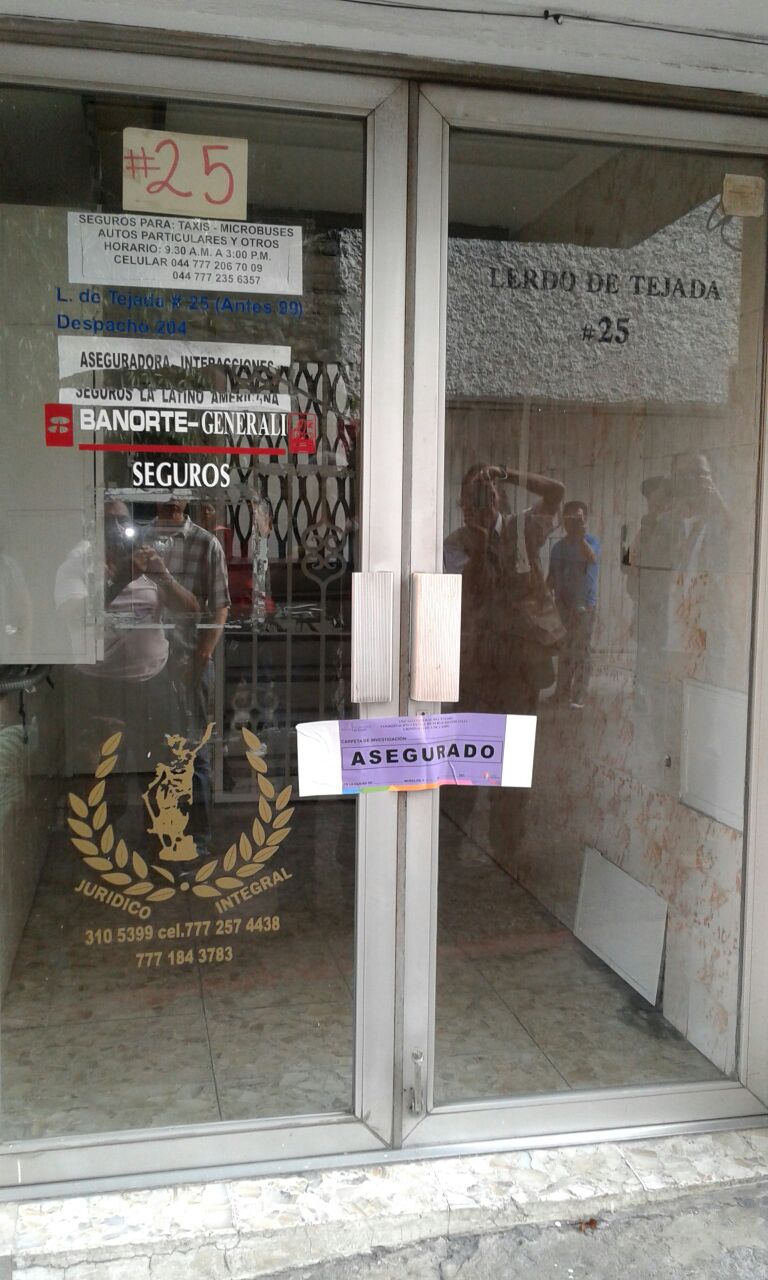 #25
SEGUROS PARA: TAXIS - MICROBUSES
AUTOS PARTICULARES Y OTROS
HORARIO: 9.30 A.M. A 3:00 P.M.
CELULAR 044 777 206 70 09
044 777 235 6357
L. de Tejada # 25 (Antes 99)
Despacho 204
ASEGURADORA INTERACCIONES
SEGUROS LA LATINO AMERICANA
BANORTE-GENERALI
SEGUROS
LERDO DE TEJADA
#25
CARPETA DE INVESTIGACIÓN
ASEGURADO
JURIDICO INTEGRAL
310 5399 cel.777 257 4438
777 184 3783